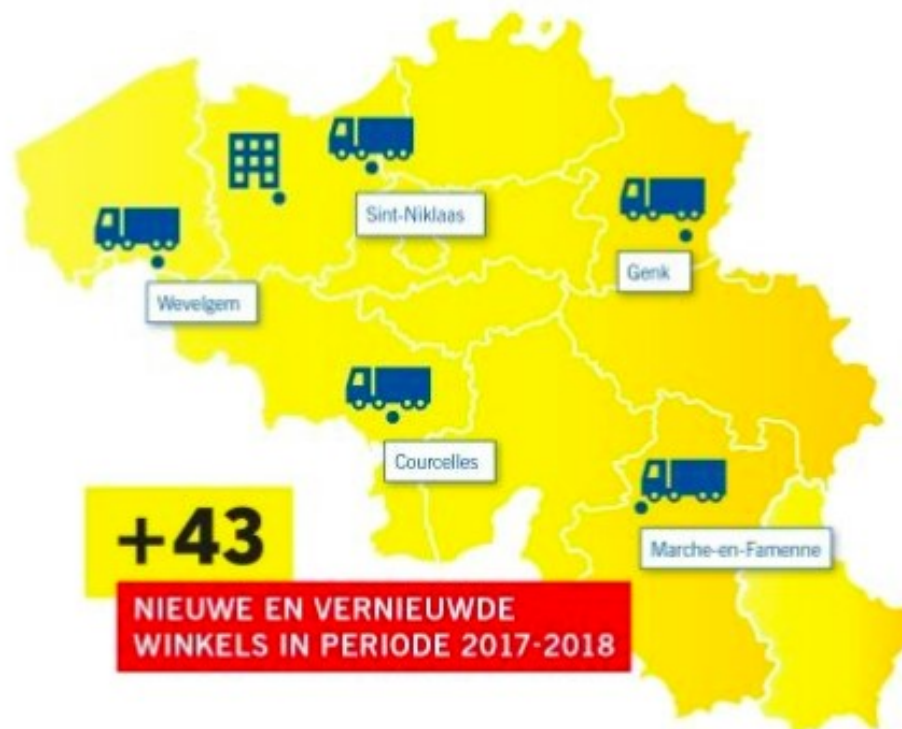 Sint-Niklaas
Genk
Wevelgem
Courcelles
Marche-en-Famenne
+43
NIEUWE EN VERNIEUWDE
WINKELS IN PERIODE 2017-2018